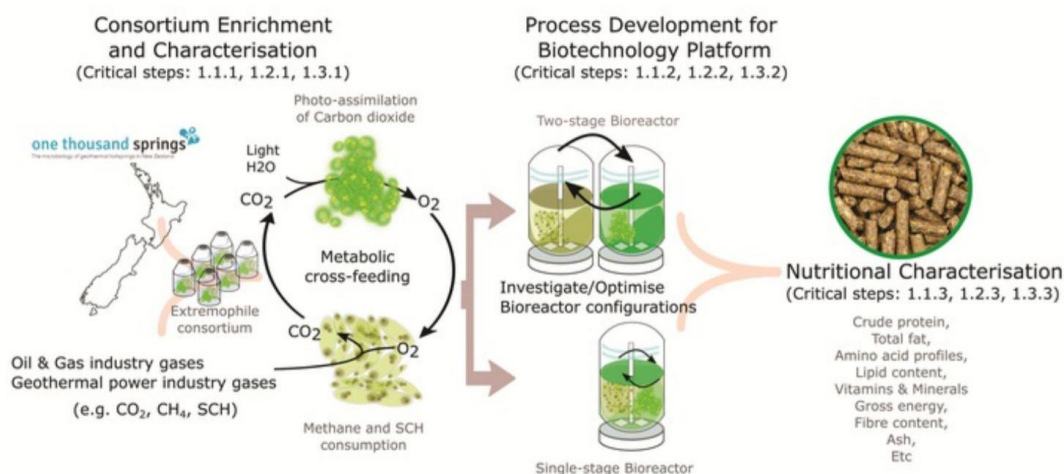 Consortium Enrichment
and Characterisation
(Critical steps: 1.1.1, 1.2.1, 1.3.1)
Photo-assimilation
of Carbon dioxide
one thousand springs
The microbiology of geothermal hotsprings in New Zealand
Light
H2O
CO2
O2
Metabolic
cross-feeding
Extremophile
consortium
CO2
O2
Oil & Gas industry gases
Geothermal power industry gases
(e.g. CO2, CH4, SCH)
Methane and SCH
consumption
Process Development for
Biotechnology Platform
(Critical steps: 1.1.2, 1.2.2, 1.3.2)
Two-stage Bioreactor
Investigate/Optimise
Bioreactor configurations
Single-stage Bioreactor
Nutritional Characterisation
(Critical steps: 1.1.3, 1.2.3, 1.3.3)
Crude protein,
Total fat,
Amino acid profiles,
Lipid content,
Vitamins & Minerals
Gross energy,
Fibre content,
Ash,
Etc